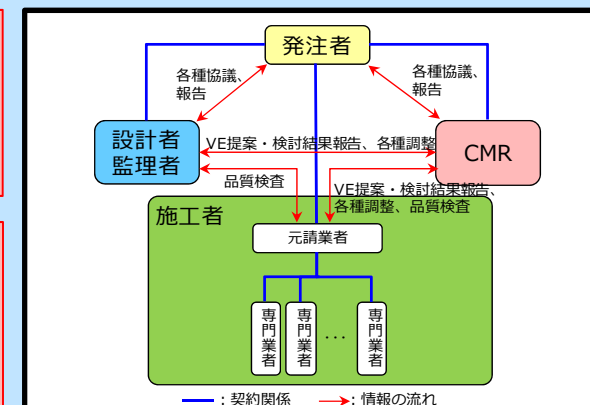 発注者
各種協議、
報告
各種協議、
報告
設計者
監理者
VE提案・検討結果報告、各種調整
CMR
品質検査
VE提案・検討結果報告、
各種調整、品質検査
施工者
元請業者
専門業者
専門業者
…
専門業者
：契約関係
：情報の流れ